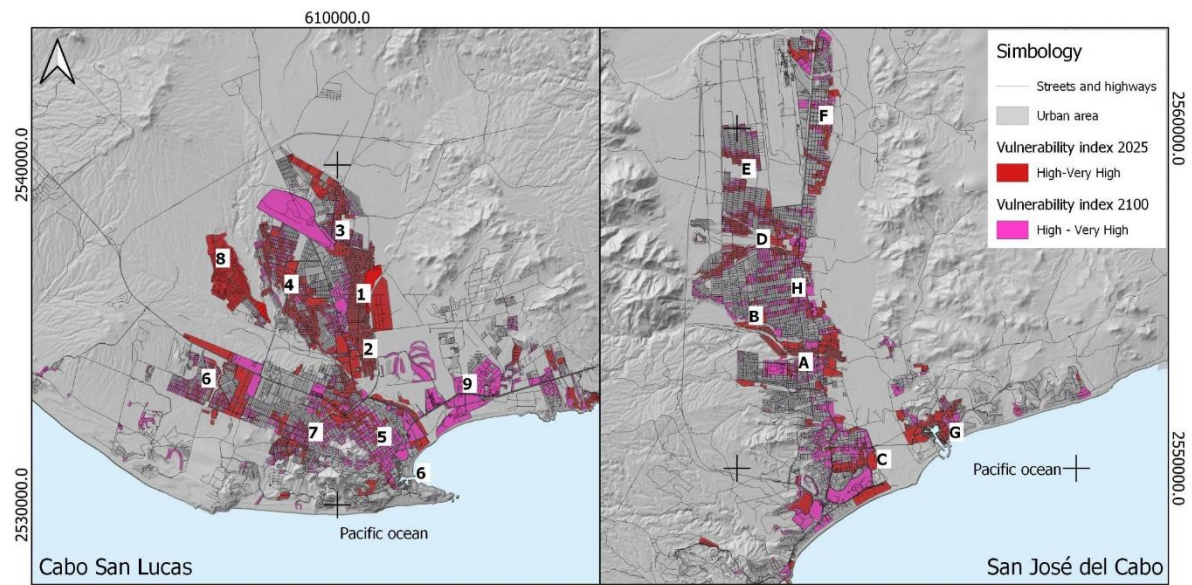 610000.0
2540000.0
2530000.0
3
8
4
1
2
6
9
7
5
6
Pacific ocean
Cabo San Lucas
F
E
D
H
B
A
G
C
Pacific ocean
San José del Cabo
Simbology
Streets and highways
Urban area
Vulnerability index 2025
High-Very High
Vulnerability index 2100
High - Very High
2560000.0
2550000.0